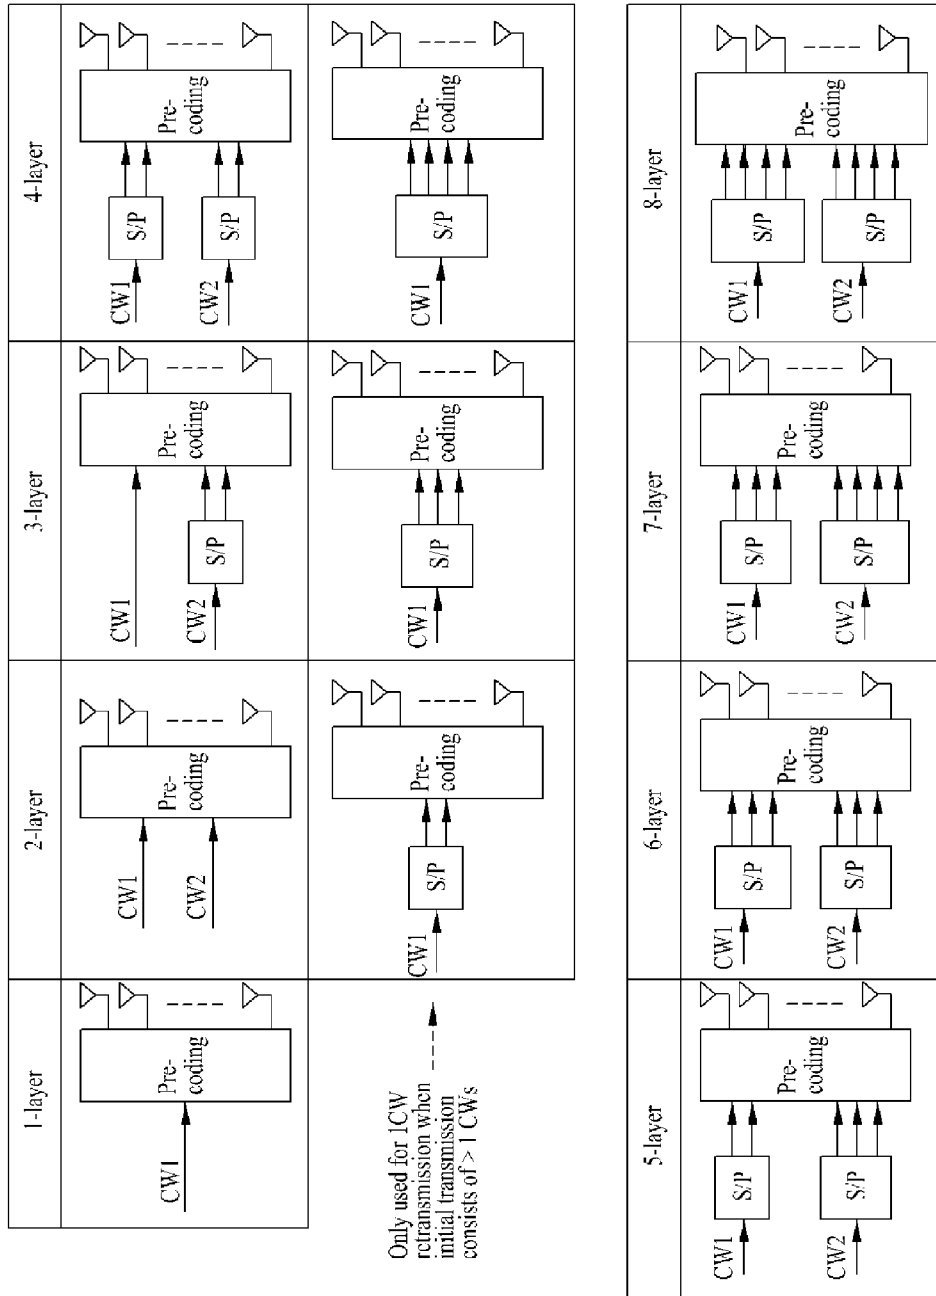 1-layer
2-layer
3-layer
4-layer
CW1
Pre-
coding
CW1
CW2
Pre-
coding
CW1
CW2
S/P
Pre-
coding
CW1
CW2
S/P
S/P
Pre-
coding
Only used for 1CW
retransmission when
initial transmission
consists of > 1 CWs
CW1
S/P
Pre-
coding
CW1
S/P
Pre-
coding
CW1
S/P
Pre-
coding
5-layer
6-layer
7-layer
8-layer
CW1
CW2
S/P
S/P
Pre-
coding
CW1
CW2
S/P
S/P
Pre-
coding
CW1
CW2
S/P
S/P
Pre-
coding
CW1
CW2
S/P
S/P
Pre-
coding